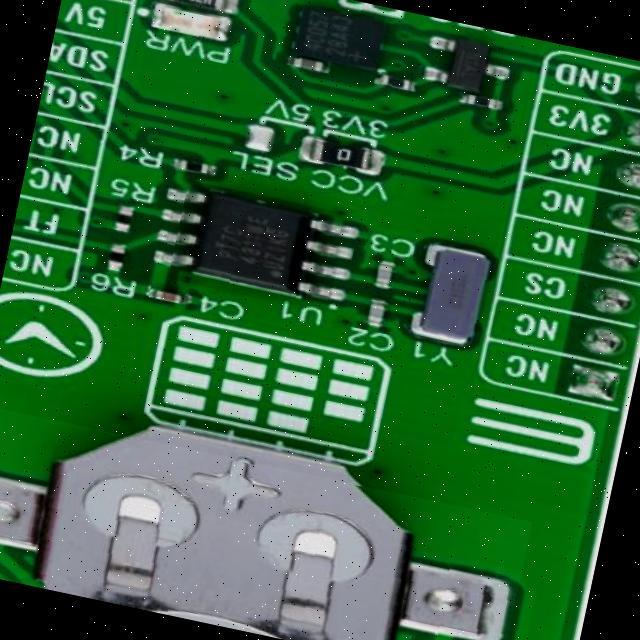 NC
NC
CS
NC
NC
NC
3V3
GND
Y1
C2
U1
C4
R6
C3
R5
R4
VCC SEL
3V3 5V
PWR
NC
FT
NC
NC
SCL
SDA
5V